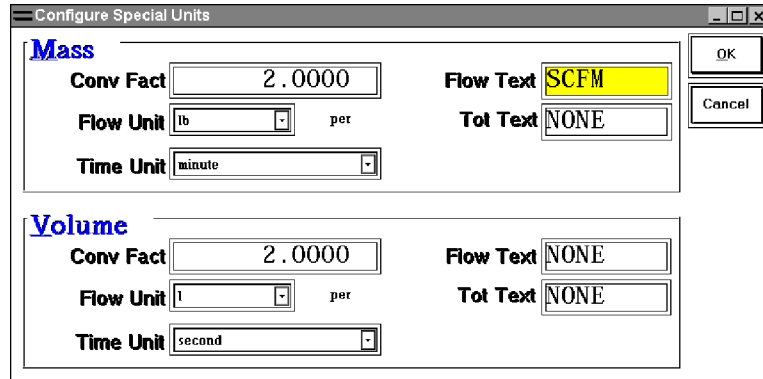 Configure Special Units
Mass
Conv Fact 2.0000 Flow Text SCFM
Flow Unit lb per Tot Text NONE
Time Unit minute
OK
Cancel
Volume
Conv Fact 2.0000 Flow Text NONE
Flow Unit l per Tot Text NONE
Time Unit second